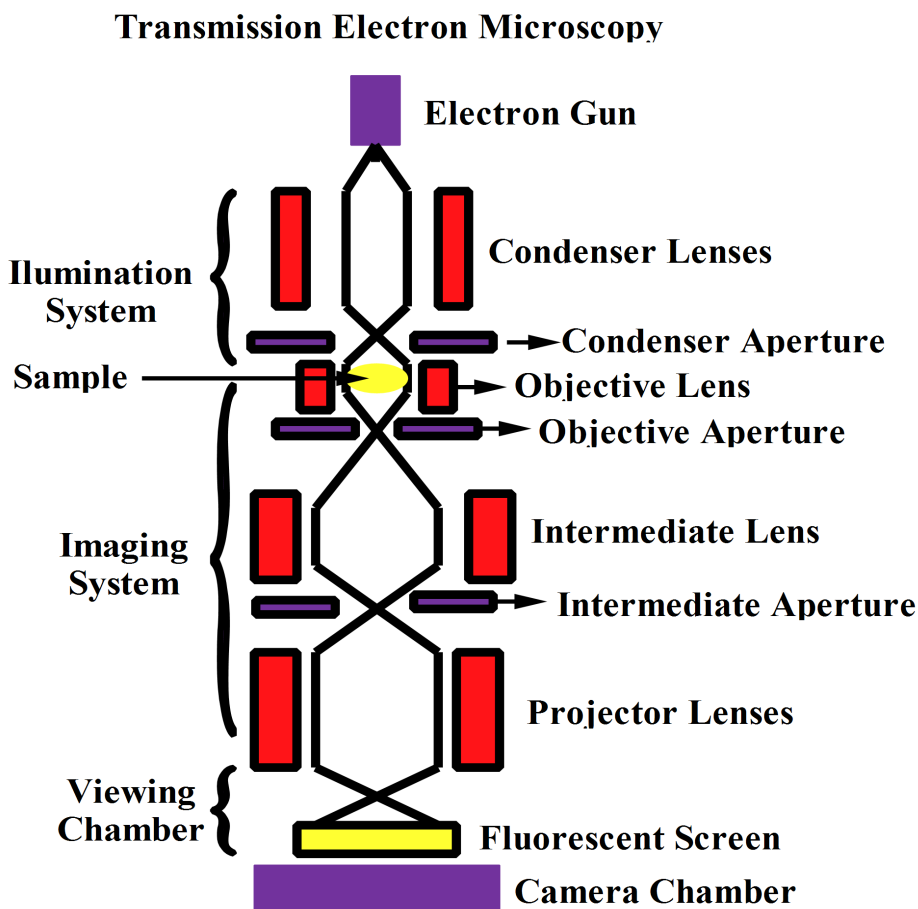 Transmission Electron Microscopy
Electron Gun
Condenser Lenses
Ilumination
System
Condenser Aperture
Sample
Objective Lens
Objective Aperture
Intermediate Lens
Imaging
System
Intermediate Aperture
Projector Lenses
Viewing
Chamber
Fluorescent Screen
Camera Chamber